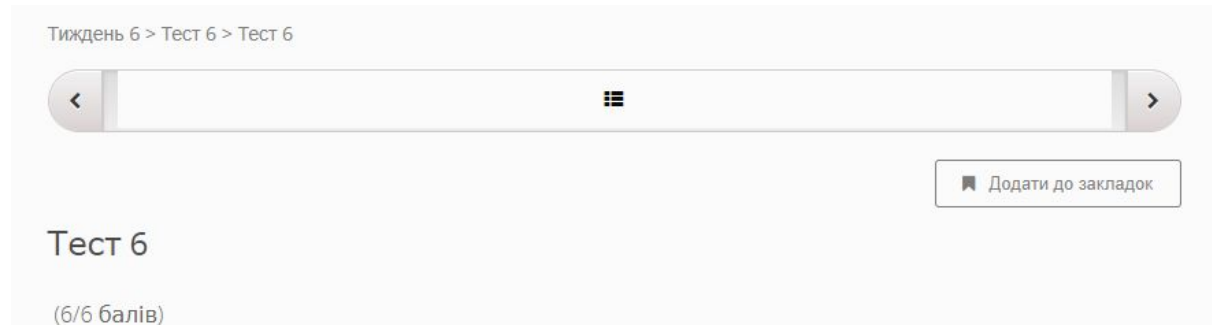 Тиждень 6 > Тест 6 > Тест 6
Додати до закладок
Тест 6
(6/6 балів)